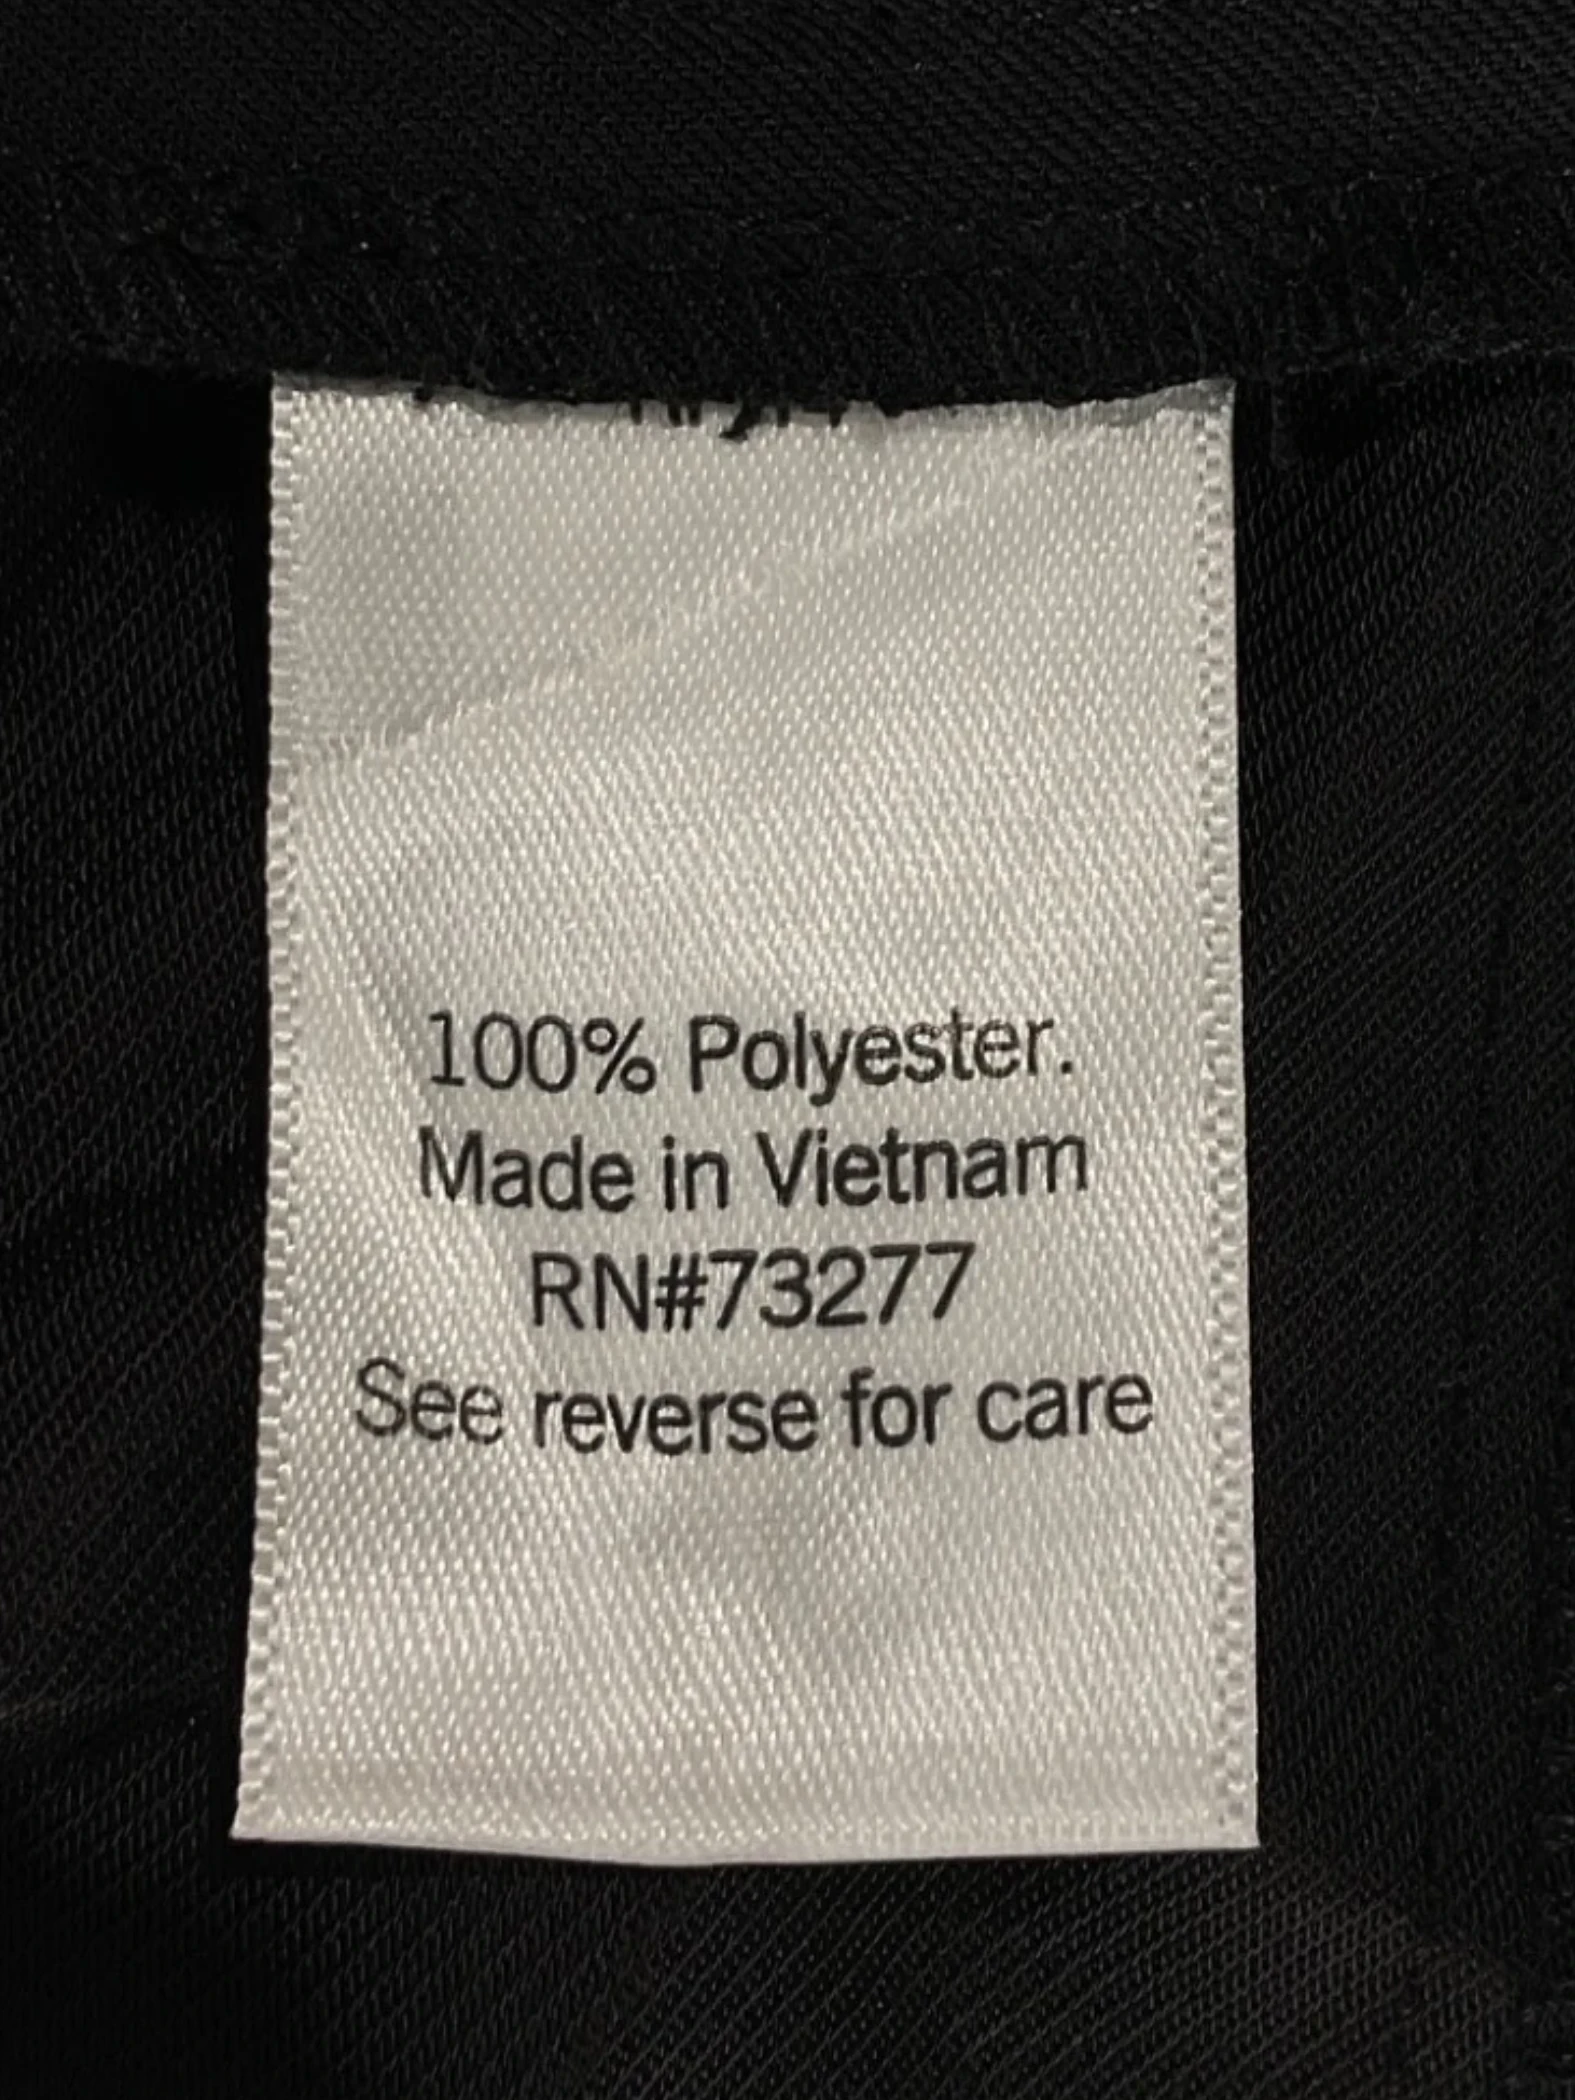 100% Polyester.
Made in Vietnam
RN#73277
See reverse for care